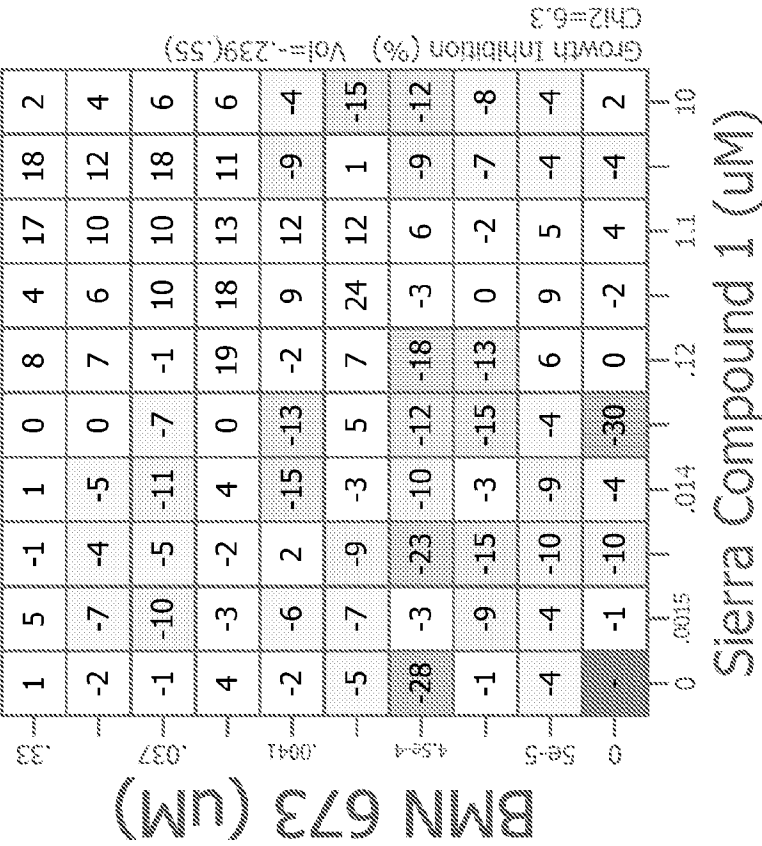 BMN 673 (uM)
.33 1 5 -1 1 0 8 4 17 18 2
-2 -7 -4 -5 0 7 6 10 12 4
.037 -1 -10 -5 -11 -7 -1 10 10 18 6
4 -3 -2 4 0 19 18 13 11 6
.0041 -2 -6 2 -15 -13 -2 9 12 -9 -4
-5 -7 -9 -3 5 7 24 12 1 -15
4.5e-4 -28 -3 -23 -10 -12 -18 -3 6 -9 -12
-1 -9 -15 -3 -15 -13 0 -2 -7 -8
5e-5 -4 -4 -10 -9 -4 6 9 5 -4 -4
0 - -1 -10 -4 -30 0 -2 4 -4 2
0 .0015 .014 .12 1.1 10
Sierra Compound 1 (uM)
Growth Inhibition (%) Vol=-.239(.55)
Chi2=6.3